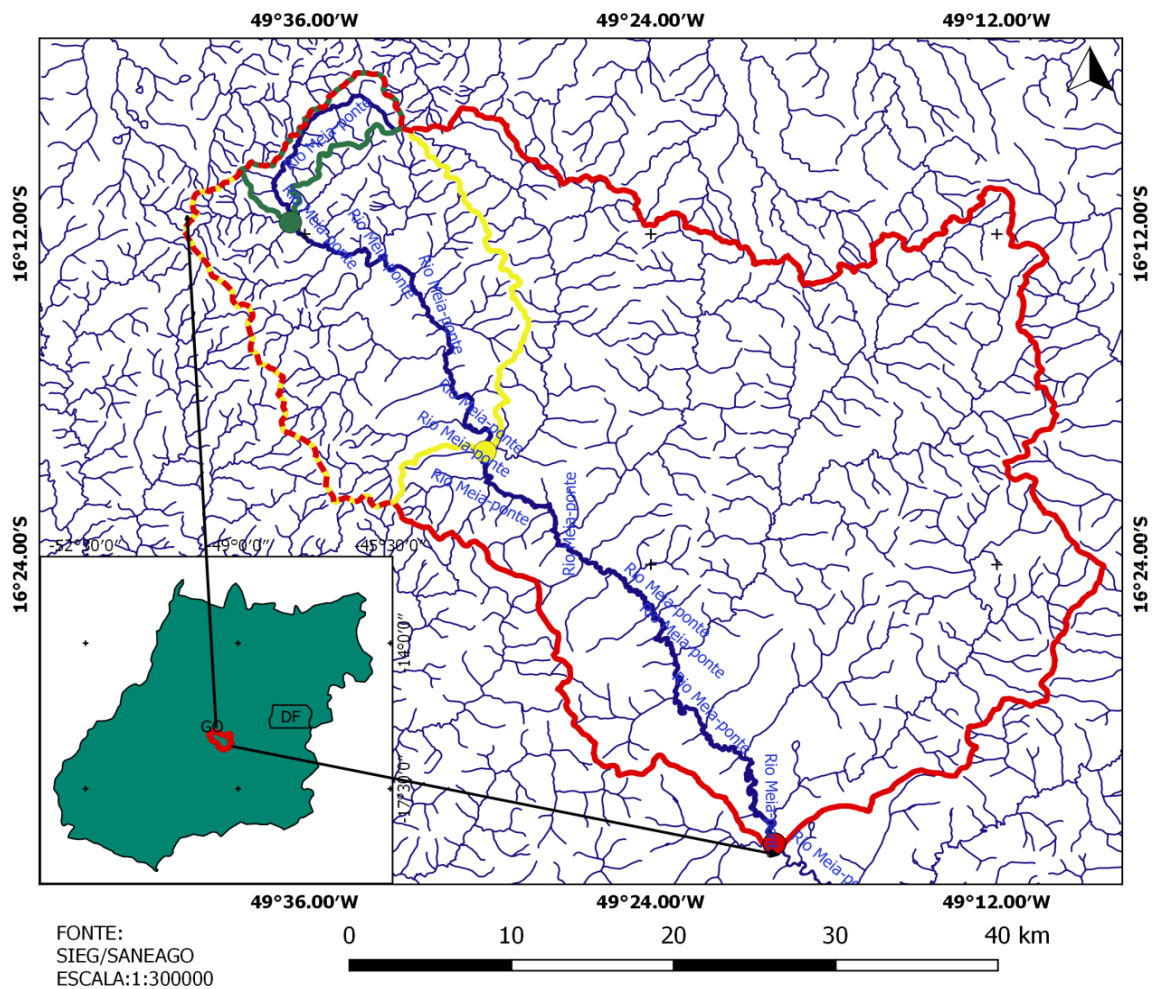 49°36.00'W 49°24.00'W 49°12.00'W
16°12.00'S
16°12.00'S
Rio Meia-ponte
Rio Meia-ponte
Rio Meia-ponte
Rio Meia-ponte
Rio Meia-ponte
Rio Meia-ponte
Rio Meia-ponte
Rio Meia-ponte
Rio Meia-ponte
Rio Meia-ponte
Rio Meia-ponte
Rio Meia-ponte
Rio Meia-po
16°24.00'S
16°24.00'S
-52°30'0" -49°0'0" -45°30'0"
-14°0'0"
-17°30'0"
GO
DF
49°36.00'W 49°24.00'W 49°12.00'W
FONTE:
SIEG/SANEAGO
ESCALA:1:300000
0 10 20 30 40 km